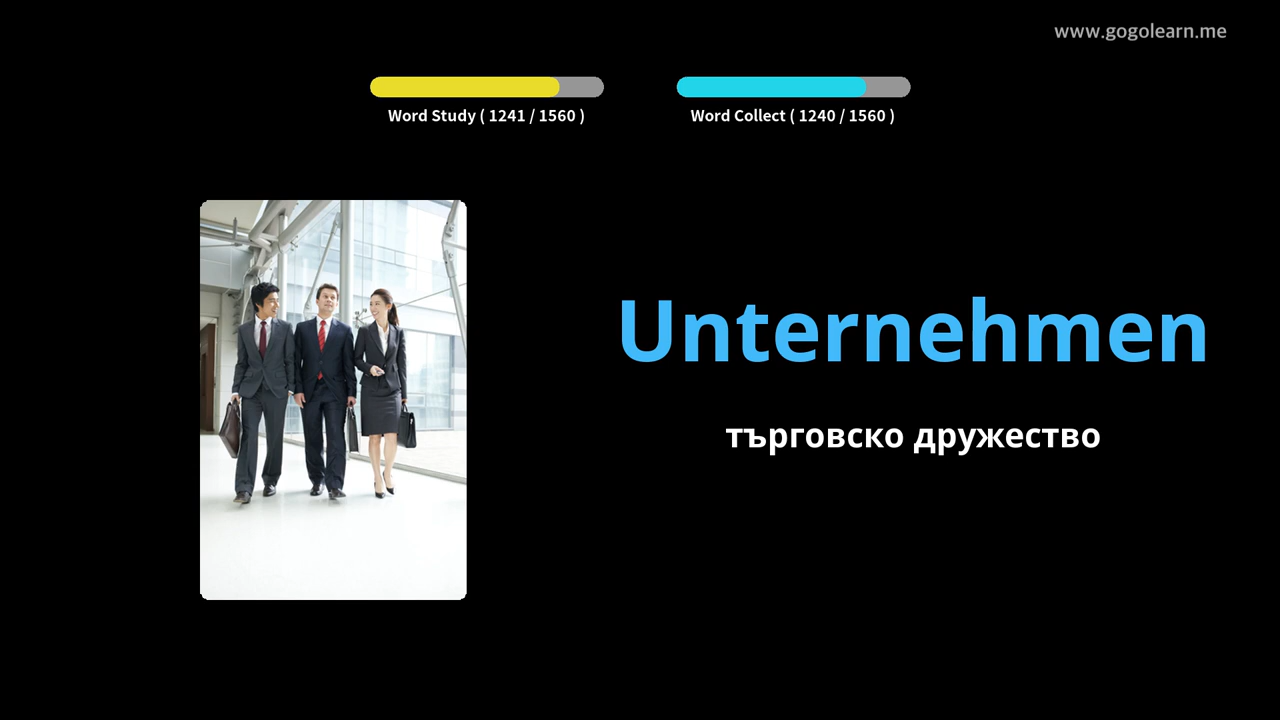 www.gogolearn.me
Word Study ( 1241 / 1560 )
Word Collect ( 1240 / 1560 )
Unternehmen
търговско дружество